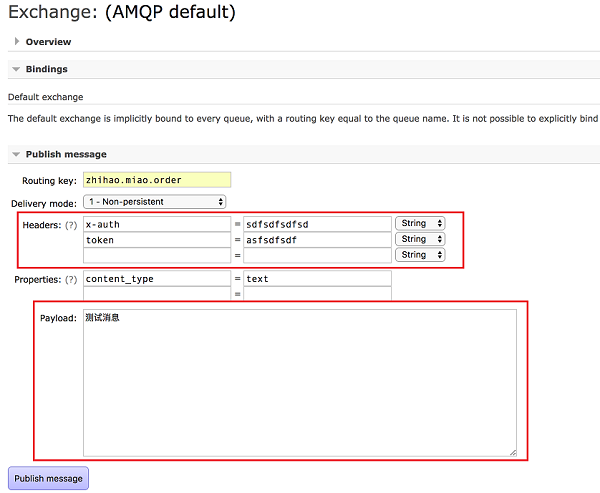 Exchange: (AMQP default)
Overview
Bindings
Default exchange
The default exchange is implicitly bound to every queue, with a routing key equal to the queue name. It is not possible to explicitly bind
Publish message
Routing key: zhihao.miao.order
Delivery mode: 1 - Non-persistent
Headers: (?) x-auth = sdfsdfsdfsd String
token = asfsdfsdf String
= String
Properties: (?) content_type = text
=
Payload: 测试消息
Publish message